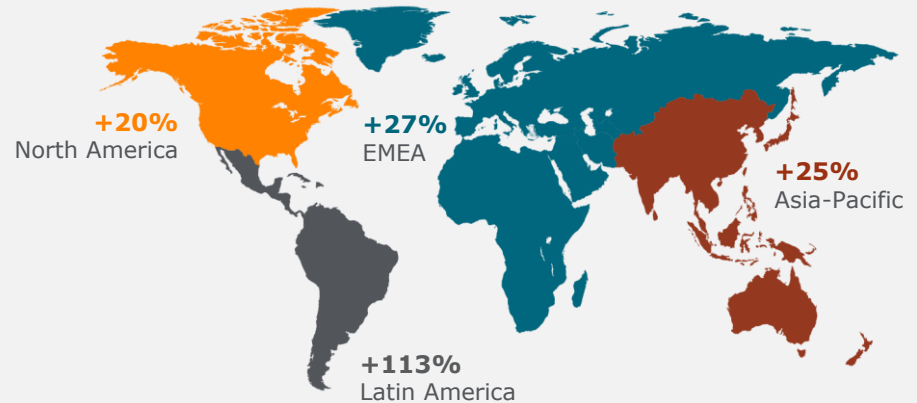 +20%
North America
+27%
EMEA
+25%
Asia-Pacific
+113%
Latin America